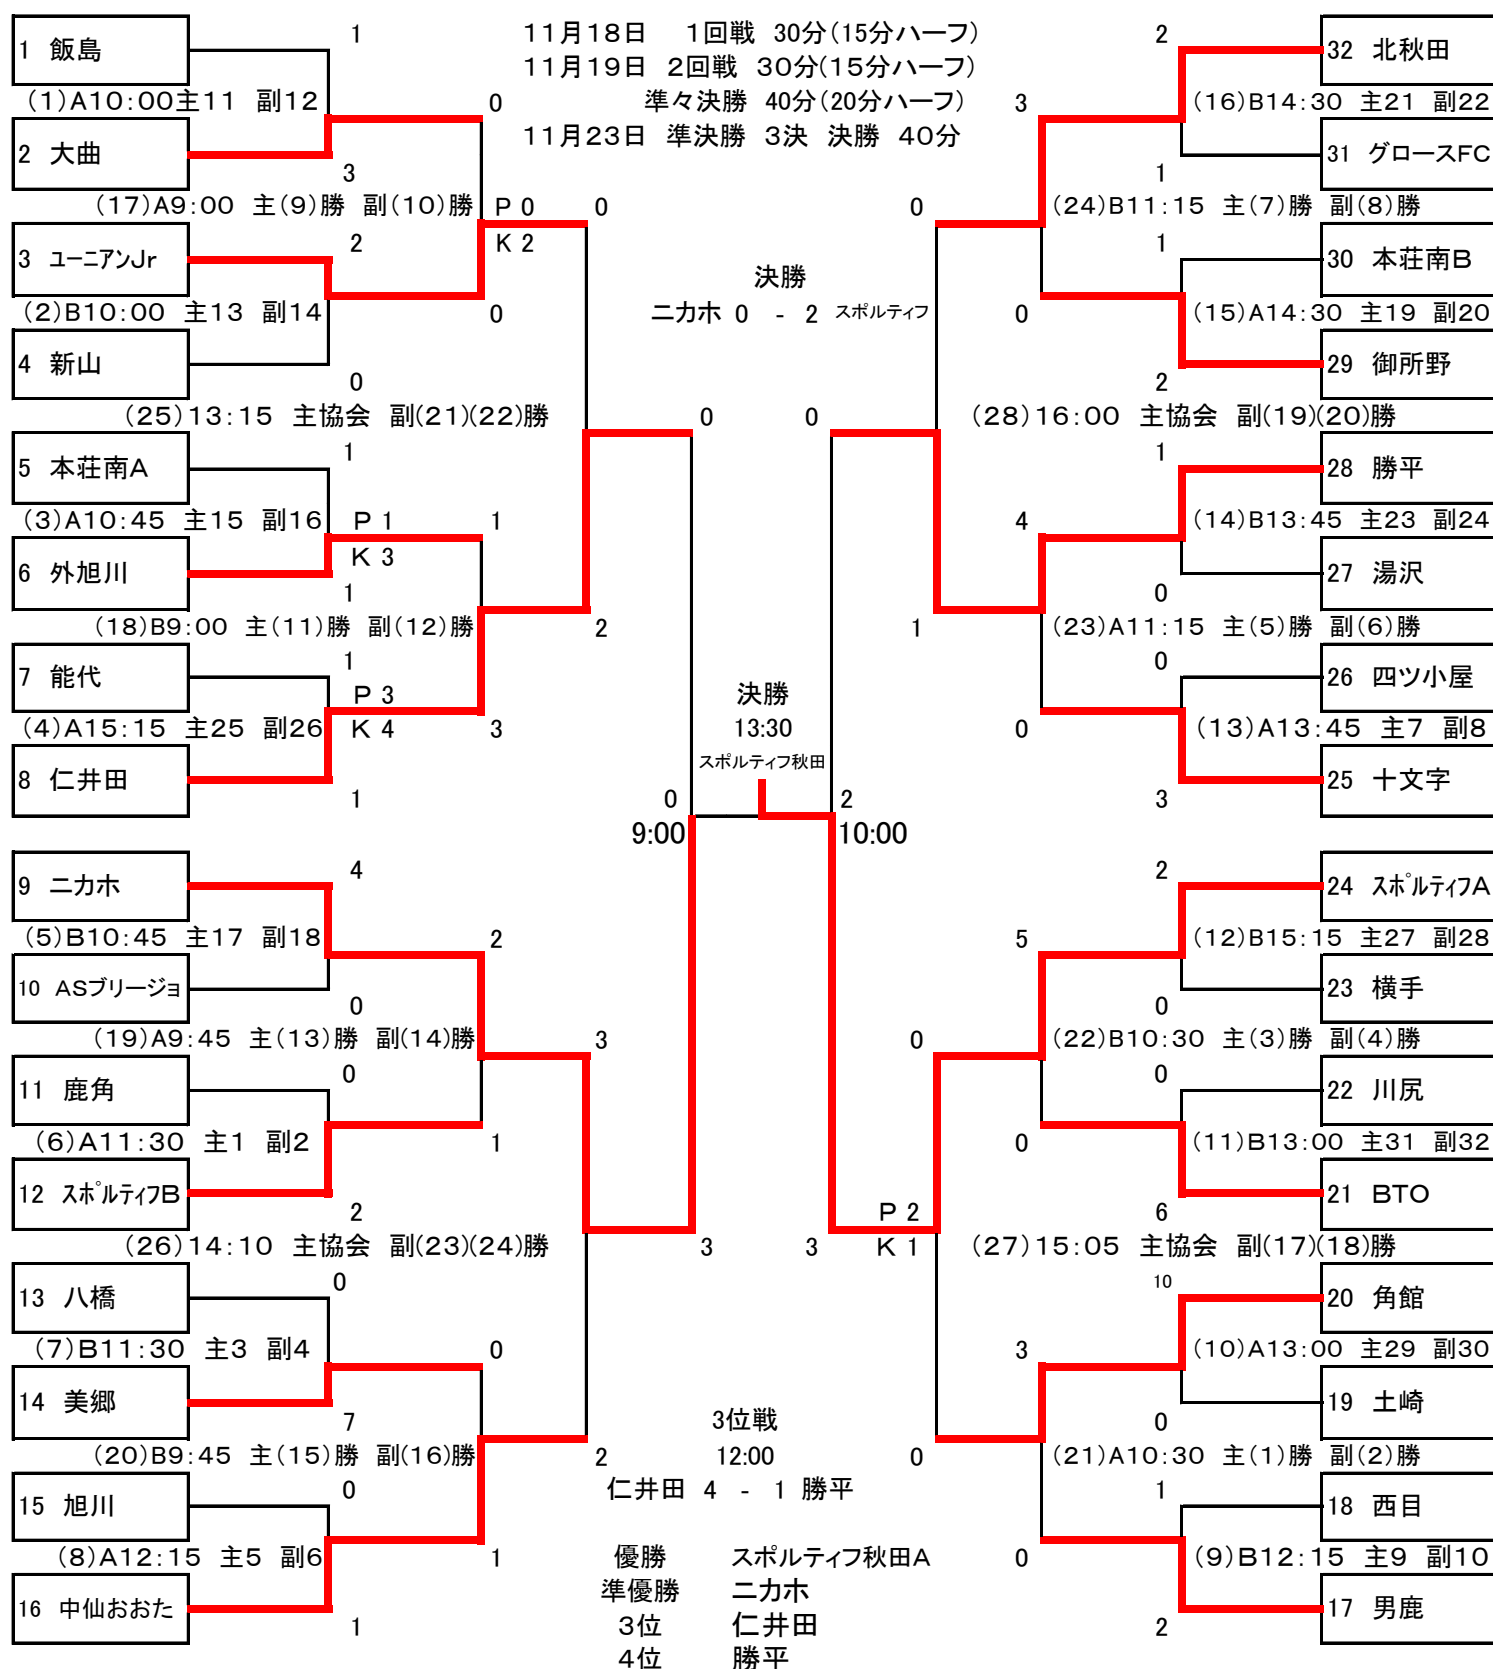 11月18日 1回戦 30分(15分ハーフ)
11月19日 2回戦 30分(15分ハーフ)
準々決勝 40分(20分ハーフ)
11月23日 準決勝 3決 決勝 40分
1 飯島
1
(1)A10:00主11 副12
0
2 大曲
3
(17)A9:00 主(9)勝 副(10)勝
P 0
K 2
0
3 ユーニアンJr
2
(2)B10:00 主13 副14
0
4 新山
0
(25)13:15 主協会 副(21)(22)勝
0
5 本荘南A
1
(3)A10:45 主15 副16
P 1
K 3
1
6 外旭川
1
(18)B9:00 主(11)勝 副(12)勝
2
7 能代
1
(4)A15:15 主25 副26
P 3
K 4
3
8 仁井田
1
0
9:00
9 ニカホ
4
(5)B10:45 主17 副18
2
10 ASブリージョ
0
(19)A9:45 主(13)勝 副(14)勝
3
11 鹿角
0
(6)A11:30 主1 副2
1
12 スポルティフB
2
(26)14:10 主協会 副(23)(24)勝
3
13 八橋
0
(7)B11:30 主3 副4
0
14 美郷
7
(20)B9:45 主(15)勝 副(16)勝
2
15 旭川
0
(8)A12:15 主5 副6
1
16 中仙おおた
1
決勝
ニカホ 0 - 2 スポルティフ
決勝
13:30
スポルティフ秋田
3位戦
12:00
仁井田 4 - 1 勝平
優勝 スポルティフ秋田A
準優勝 ニカホ
3位 仁井田
4位 勝平
2
32 北秋田
3
(16)B14:30 主21 副22
31 グロースFC
1
0
(24)B11:15 主(7)勝 副(8)勝
1
30 本荘南B
0
(15)A14:30 主19 副20
2
29 御所野
0
(28)16:00 主協会 副(19)(20)勝
1
28 勝平
4
(14)B13:45 主23 副24
27 湯沢
0
1
(23)A11:15 主(5)勝 副(6)勝
0
26 四ツ小屋
0
(13)A13:45 主7 副8
3
25 十文字
2
10:00
2
24 スポルティフA
5
(12)B15:15 主27 副28
23 横手
0
0
(22)B10:30 主(3)勝 副(4)勝
0
22 川尻
0
(11)B13:00 主31 副32
6
21 BTO
3
P 2
K 1
(27)15:05 主協会 副(17)(18)勝
10
20 角館
3
(10)A13:00 主29 副30
19 土崎
0
0
(21)A10:30 主(1)勝 副(2)勝
1
18 西目
0
(9)B12:15 主9 副10
2
17 男鹿